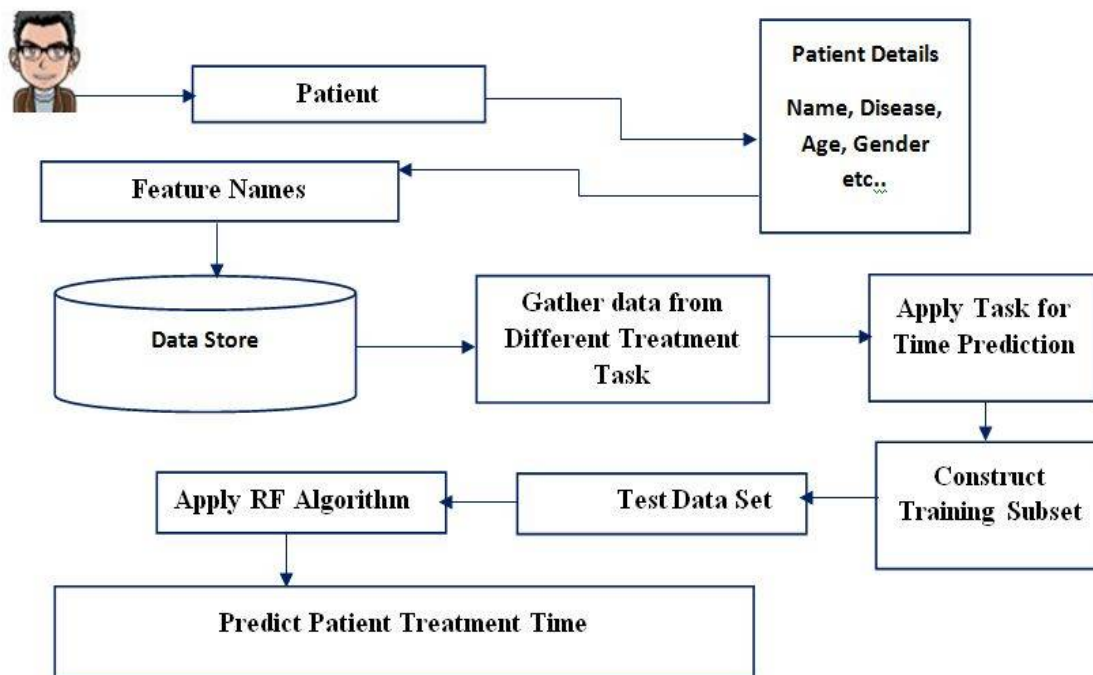 Patient Details
Name, Disease,
Age, Gender
etc..
Patient
Feature Names
Data Store
Gather data from
Different Treatment
Task
Apply Task for
Time Prediction
Construct
Training Subset
Test Data Set
Apply RF Algorithm
Predict Patient Treatment Time